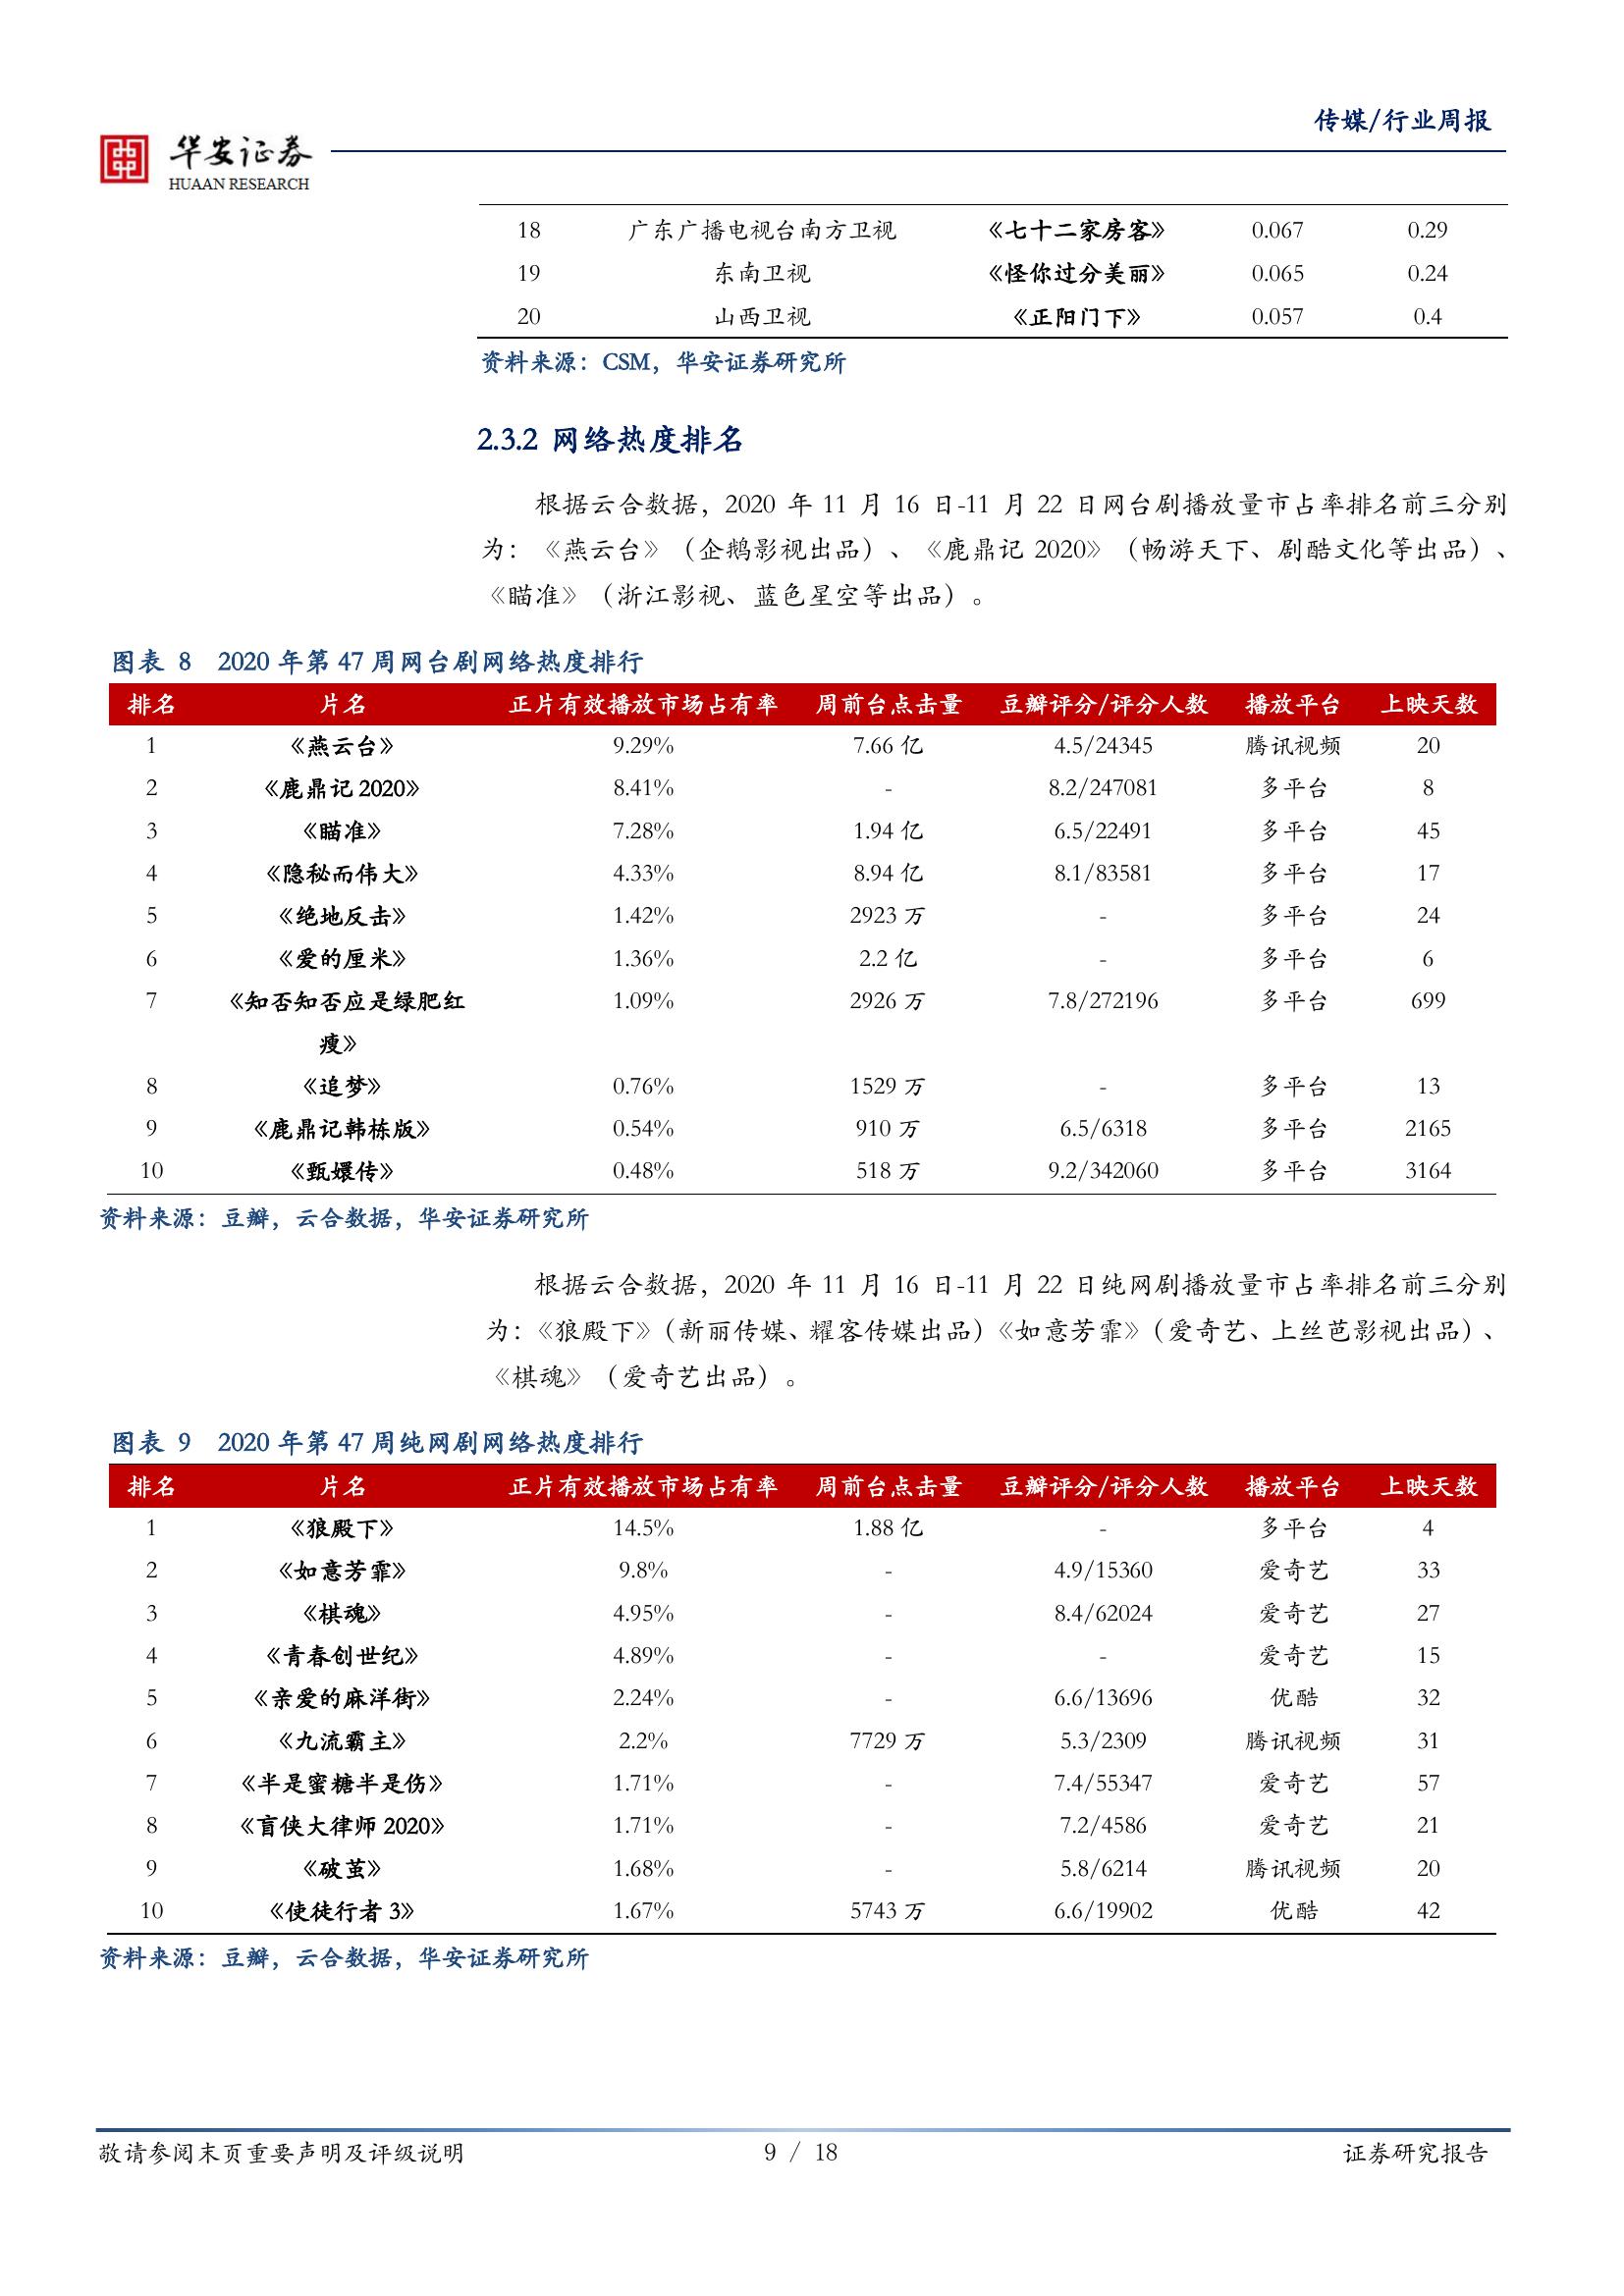 传媒/行业周报
华安证券
HUAAN RESEARCH
18 广东广播电视台南方卫视 《七十二家房客》 0.067 0.29
19 东南卫视 《怪你过分美丽》 0.065 0.24
20 山西卫视 《正阳门下》 0.057 0.4
资料来源：CSM，华安证券研究所
2.3.2 网络热度排名
根据云合数据，2020 年 11 月 16 日-11 月 22 日网台剧播放量市占率排名前三分别
为：《燕云台》（企鹅影视出品）、《鹿鼎记 2020》（畅游天下、剧酷文化等出品）、
《瞄准》（浙江影视、蓝色星空等出品）。
图表 8 2020 年第 47 周网台剧网络热度排行
排名 片名 正片有效播放市场占有率 周前台点击量 豆瓣评分/评分人数 播放平台 上映天数
1 《燕云台》 9.29% 7.66 亿 4.5/24345 腾讯视频 20
2 《鹿鼎记 2020》 8.41% - 8.2/247081 多平台 8
3 《瞄准》 7.28% 1.94 亿 6.5/22491 多平台 45
4 《隐秘而伟大》 4.33% 8.94 亿 8.1/83581 多平台 17
5 《绝地反击》 1.42% 2923 万 - 多平台 24
6 《爱的厘米》 1.36% 2.2 亿 - 多平台 6
7 《知否知否应是绿肥红 1.09% 2926 万 7.8/272196 多平台 699
瘦》
8 《追梦》 0.76% 1529 万 - 多平台 13
9 《鹿鼎记韩栋版》 0.54% 910 万 6.5/6318 多平台 2165
10 《甄嬛传》 0.48% 518 万 9.2/342060 多平台 3164
资料来源：豆瓣，云合数据，华安证券研究所
根据云合数据，2020 年 11 月 16 日-11 月 22 日纯网剧播放量市占率排名前三分别
为：《狼殿下》（新丽传媒、耀客传媒出品）《如意芳霏》（爱奇艺、上丝芭影视出品）、
《棋魂》（爱奇艺出品）。
图表 9 2020 年第 47 周纯网剧网络热度排行
排名 片名 正片有效播放市场占有率 周前台点击量 豆瓣评分/评分人数 播放平台 上映天数
1 《狼殿下》 14.5% 1.88 亿 - 多平台 4
2 《如意芳霏》 9.8% - 4.9/15360 爱奇艺 33
3 《棋魂》 4.95% - 8.4/62024 爱奇艺 27
4 《青春创世纪》 4.89% - - 爱奇艺 15
5 《亲爱的麻洋街》 2.24% - 6.6/13696 优酷 32
6 《九流霸主》 2.2% 7729 万 5.3/2309 腾讯视频 31
7 《半是蜜糖半是伤》 1.71% - 7.4/55347 爱奇艺 57
8 《盲侠大律师 2020》 1.71% - 7.2/4586 爱奇艺 21
9 《破茧》 1.68% - 5.8/6214 腾讯视频 20
10 《使徒行者 3》 1.67% 5743 万 6.6/19902 优酷 42
资料来源：豆瓣，云合数据，华安证券研究所
敬请参阅末页重要声明及评级说明 9 / 18 证券研究报告